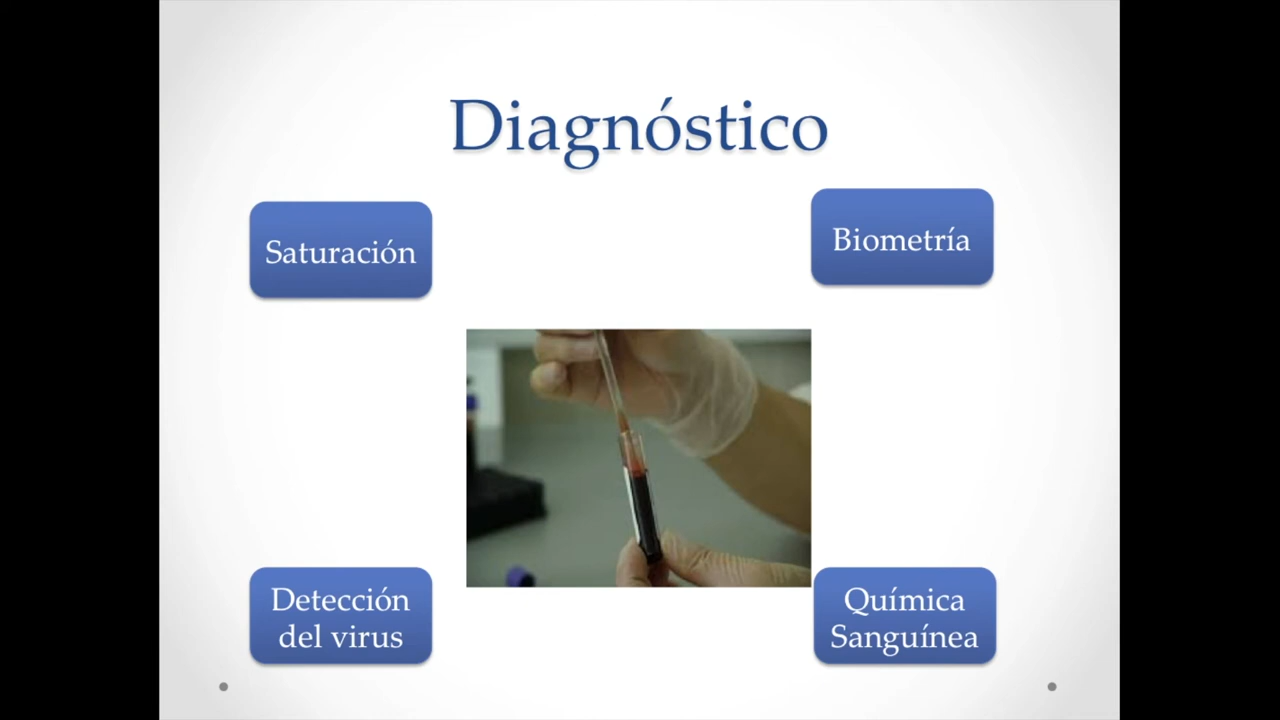 Diagnóstico
Saturación
Biometría
Detección
del virus
Química
Sanguínea